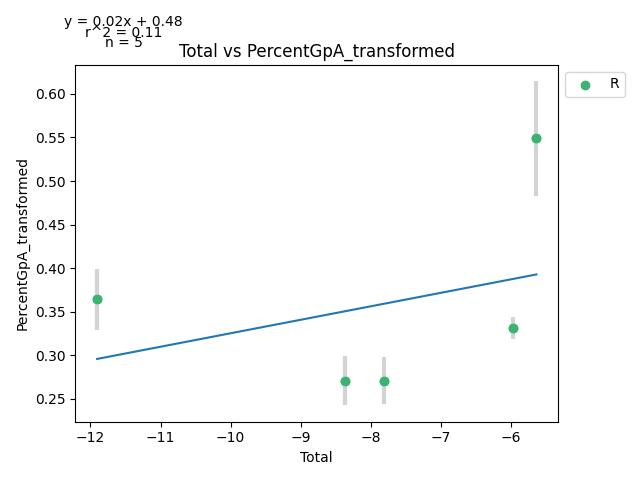 y = 0.02x + 0.48
r^2 = 0.11
n = 5
Total vs PercentGpA_transformed
R
PercentGpA_transformed
0.60
0.55
0.50
0.45
0.40
0.35
0.30
0.25
−12
−11
−10
−9
−8
−7
−6
Total